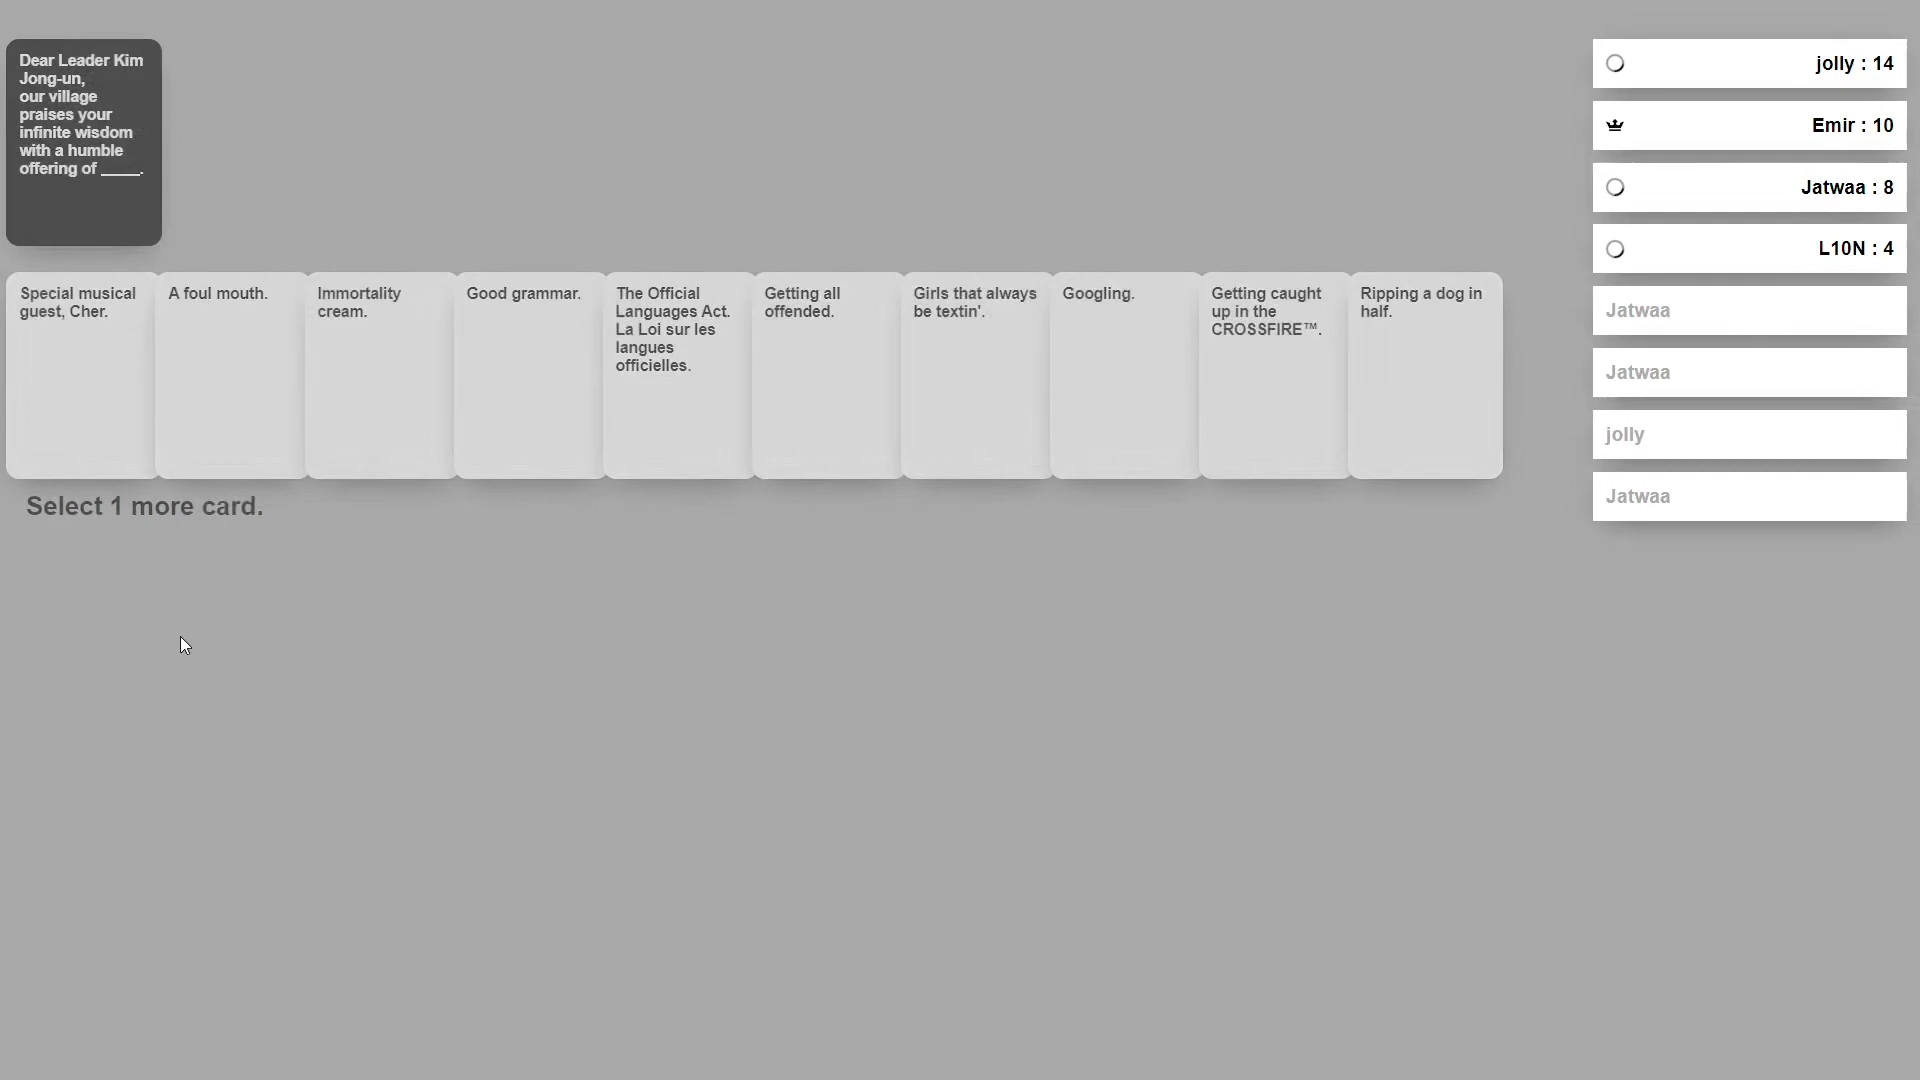 Dear Leader Kim
Jong-un,
our village
praises your
infinite wisdom
with a humble
offering of _____.
Special musical
guest, Cher.
A foul mouth.
Immortality
cream.
Good grammar.
The Official
Languages Act.
La Loi sur les
langues
officielles.
Getting all
offended.
Girls that always
be textin'.
Googling.
Getting caught
up in the
CROSSFIRE™.
Ripping a dog in
half.
Select 1 more card.
jolly : 14
Emir : 10
Jatwaa : 8
L10N : 4
Jatwaa
Jatwaa
jolly
Jatwaa